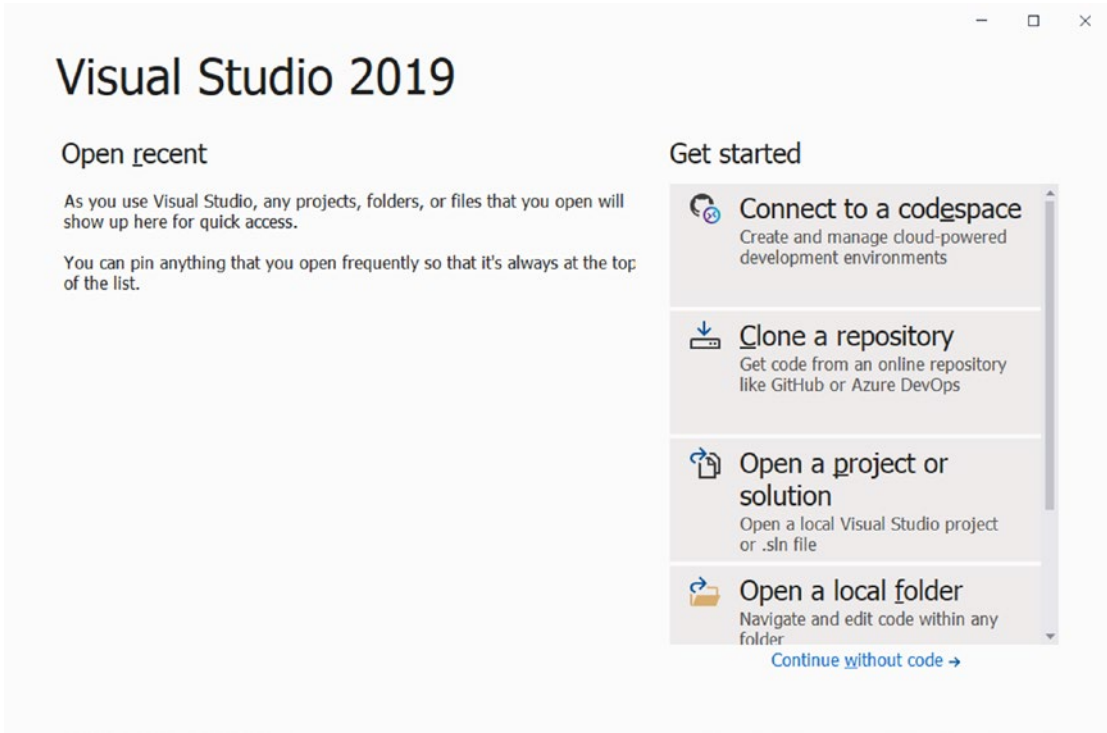 Visual Studio 2019
Open recent
As you use Visual Studio, any projects, folders, or files that you open will
show up here for quick access.
You can pin anything that you open frequently so that it's always at the top
of the list.
Get started
Connect to a codespace
Create and manage cloud-powered
development environments
Clone a repository
Get code from an online repository
like GitHub or Azure DevOps
Open a project or
solution
Open a local Visual Studio project
or .sln file
Open a local folder
Navigate and edit code within any
folder
Continue without code →